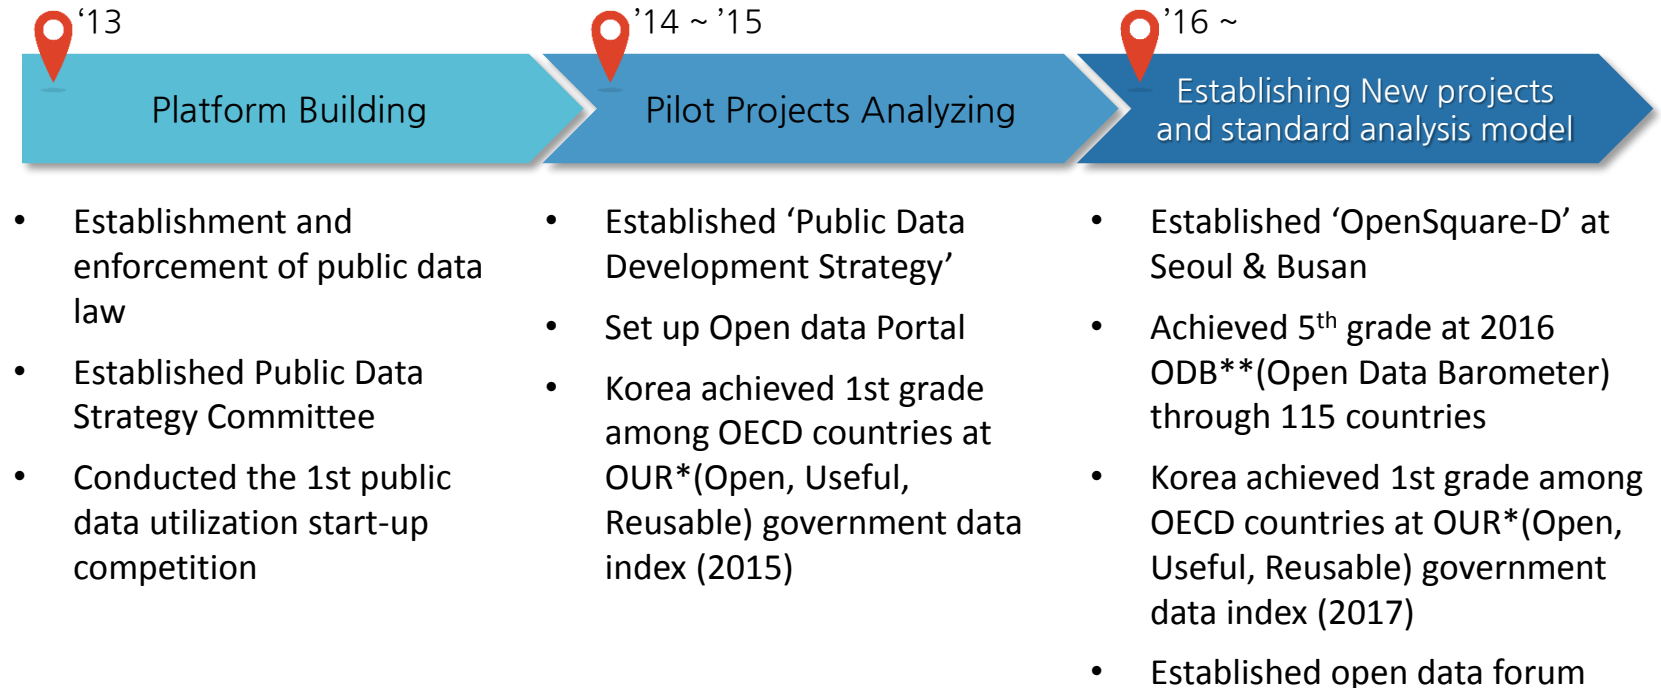 ‘13
Platform Building
• Establishment and
enforcement of public data
law
• Established Public Data
Strategy Committee
• Conducted the 1st public
data utilization start-up
competition
’14 ~ ’15
Pilot Projects Analyzing
• Established ‘Public Data
Development Strategy’
• Set up Open data Portal
• Korea achieved 1st grade
among OECD countries at
OUR*(Open, Useful,
Reusable) government data
index (2015)
’16 ~
Establishing New projects
and standard analysis model
• Established ‘OpenSquare-D’ at
Seoul & Busan
• Achieved 5th grade at 2016
ODB**(Open Data Barometer)
through 115 countries
• Korea achieved 1st grade among
OECD countries at OUR*(Open,
Useful, Reusable) government
data index (2017)
• Established open data forum